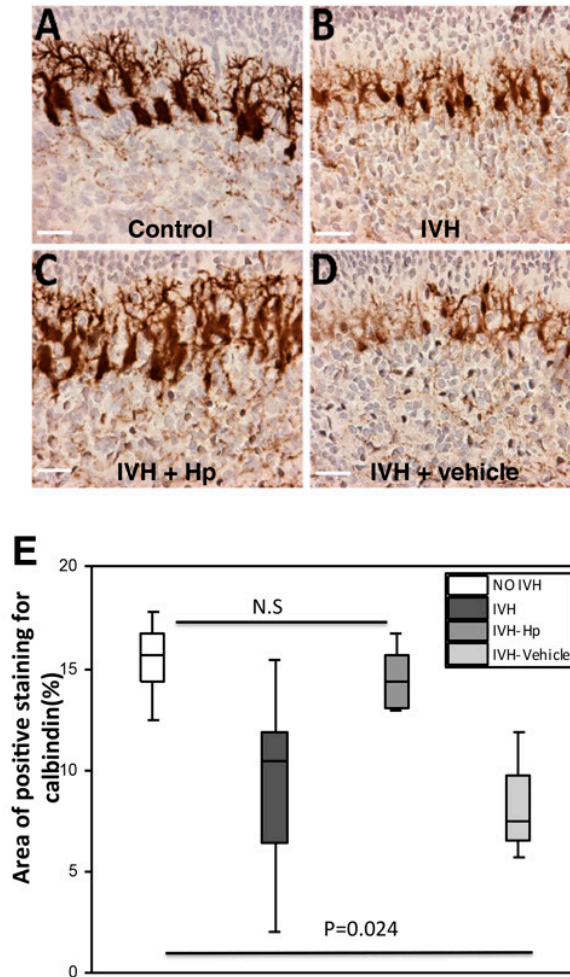 A
Control
B
IVH
C
IVH + Hp
D
IVH + vehicle
E
Area of positive staining for
calbindin(%)
20
15
10
5
0
N.S
P=0.024
NO IVH
IVH
IVH-Hp
IVH-Vehicle